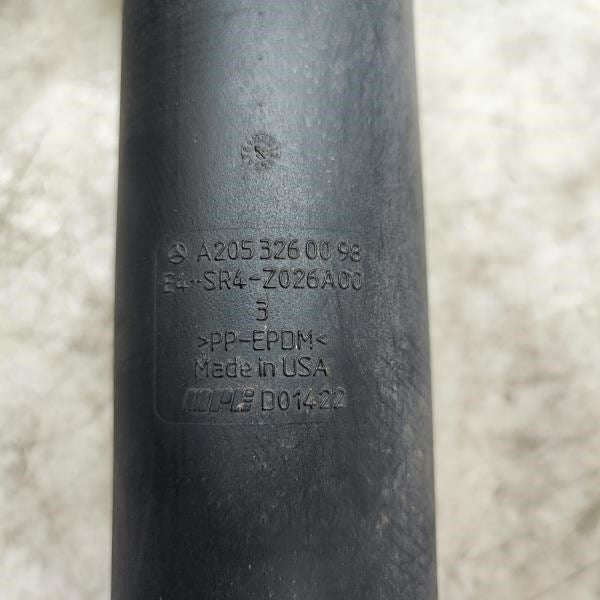 A205 326 00 98
E4-SR4-Z026A00
3
>PP-EPDM<
Made in USA
D01422